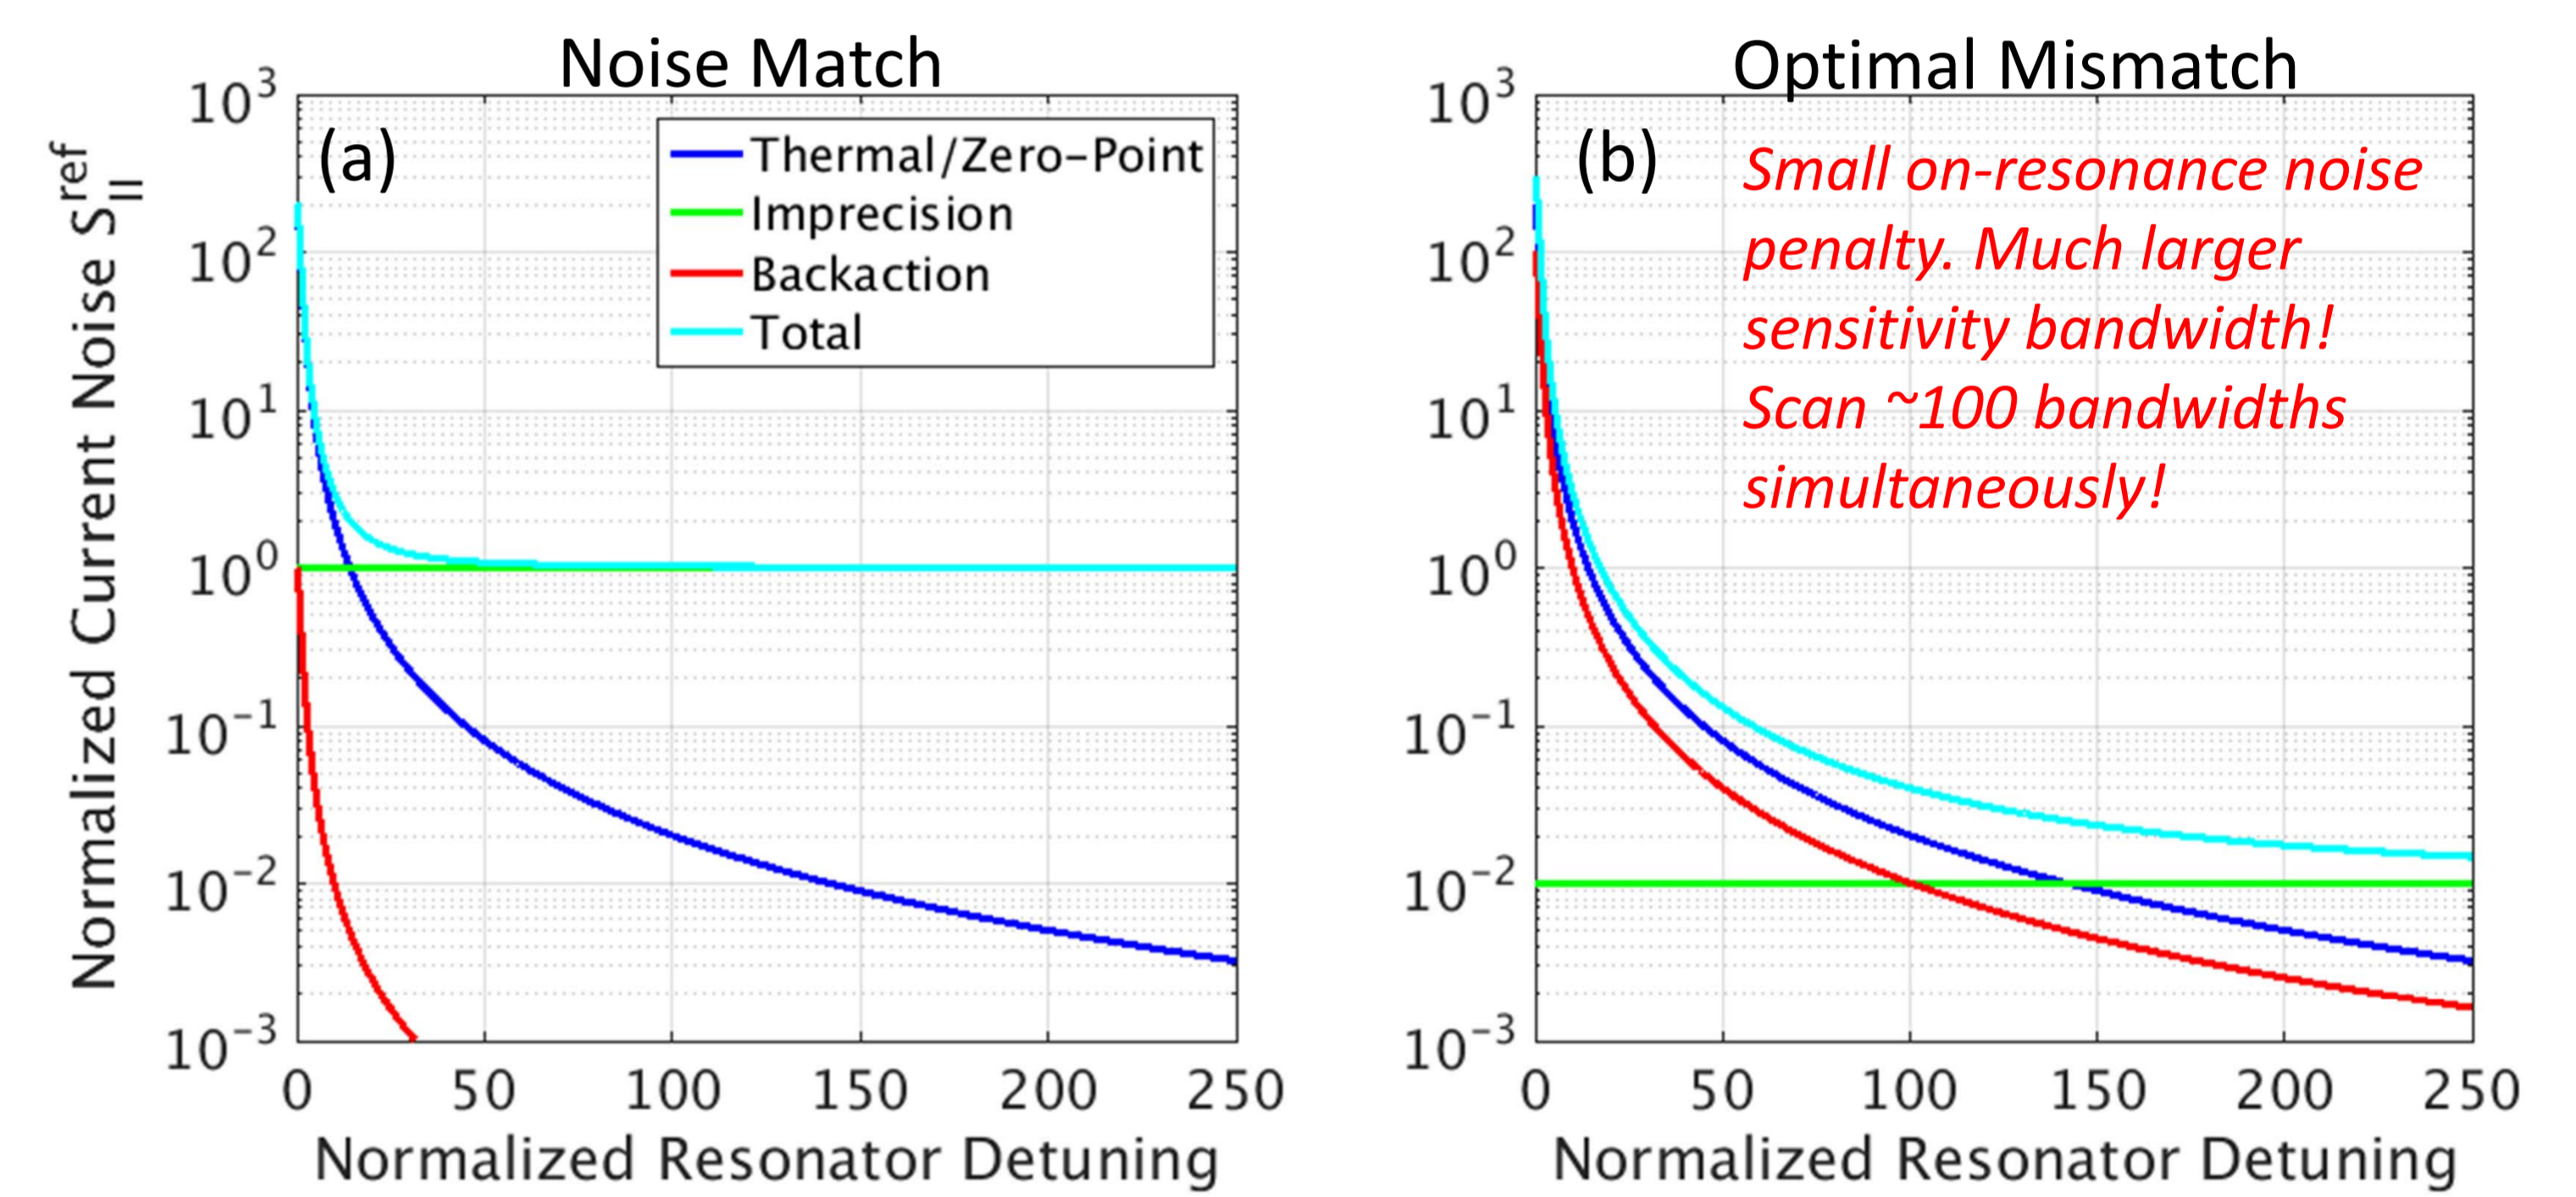 Noise Match
(a)
Thermal/Zero-Point
Imprecision
Backaction
Total
Normalized Current Noise S_II^ref
10^3
10^2
10^1
10^0
10^-1
10^-2
10^-3
0 50 100 150 200 250
Normalized Resonator Detuning
Optimal Mismatch
(b)
Small on-resonance noise
penalty. Much larger
sensitivity bandwidth!
Scan ~100 bandwidths
simultaneously!
10^3
10^2
10^1
10^0
10^-1
10^-2
10^-3
0 50 100 150 200 250
Normalized Resonator Detuning